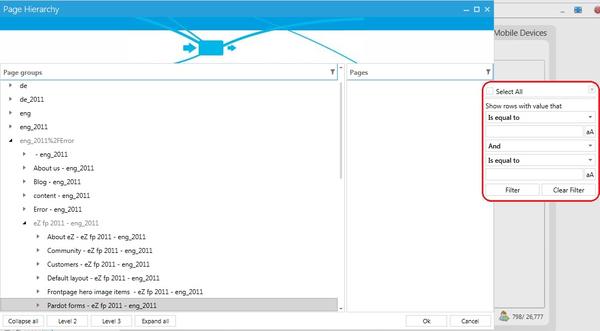 Page Hierarchy
Mobile Devices
Page groups
Pages
de
de_2011
eng
eng_2011
eng_2011%2FError
- eng_2011
About us - eng_2011
Blog - eng_2011
content - eng_2011
Error - eng_2011
eZ fp 2011 - eng_2011
About eZ - eZ fp 2011 - eng_2011
Community - eZ fp 2011 - eng_2011
Customers - eZ fp 2011 - eng_2011
Default layout - eZ fp 2011 - eng_2011
Frontpage hero image items - eZ fp 2011 - eng_2011
Pardot forms - eZ fp 2011 - eng_2011
Select All
Show rows with value that
Is equal to
aA
And
Is equal to
aA
Filter
Clear Filter
Collapse all
Level 2
Level 3
Expand all
Ok
Cancel
798/ 26,777